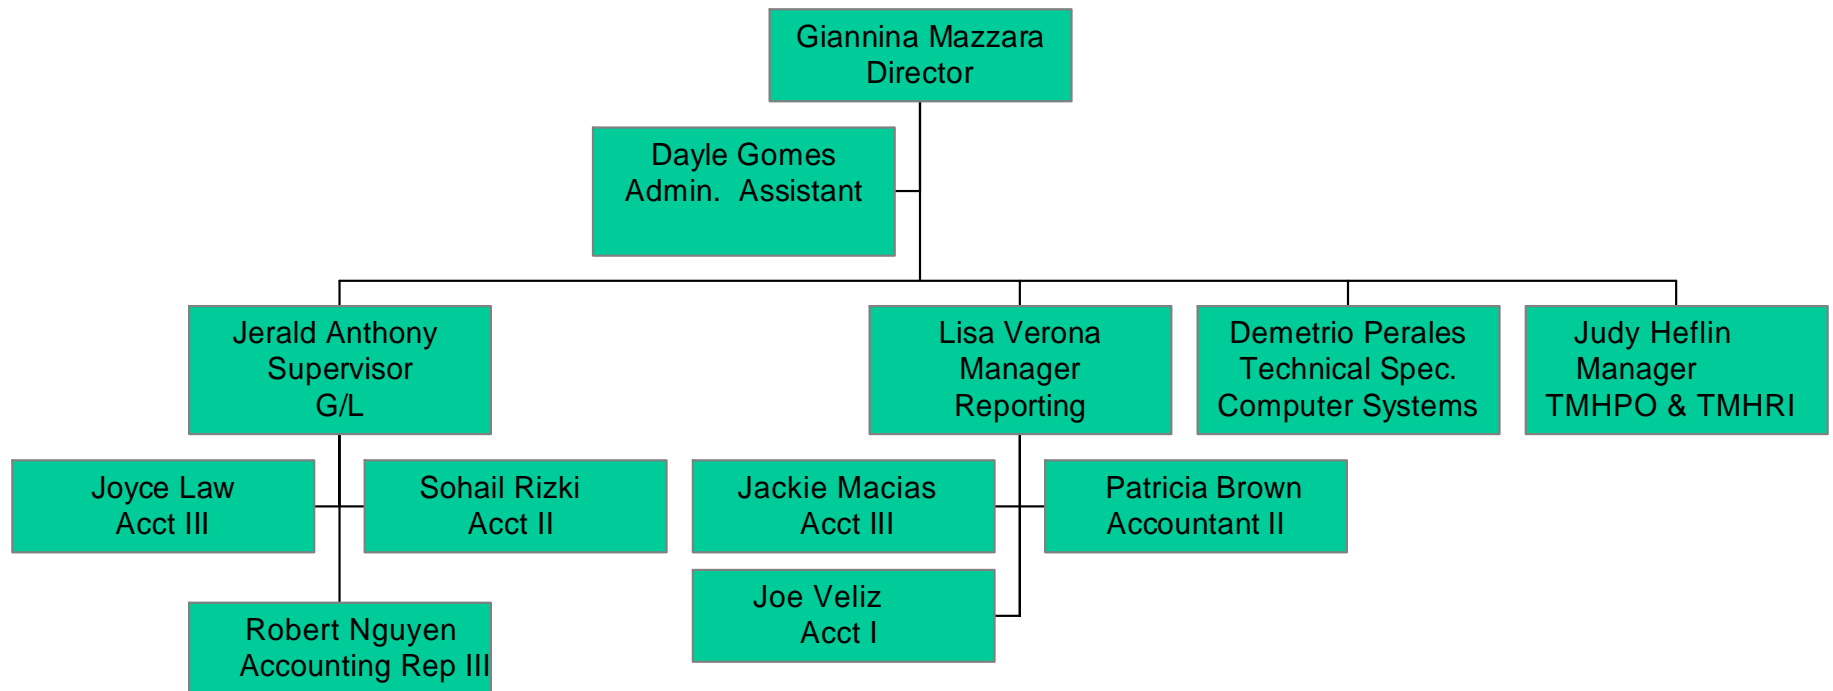 Giannina Mazzara
Director
Dayle Gomes
Admin. Assistant
Jerald Anthony
Supervisor
G/L
Lisa Verona
Manager
Reporting
Demetrio Perales
Technical Spec.
Computer Systems
Judy Heflin
Manager
TMHPO & TMHRI
Joyce Law
Acct III
Sohail Rizki
Acct II
Jackie Macias
Acct III
Patricia Brown
Accountant II
Joe Veliz
Acct I
Robert Nguyen
Accounting Rep III